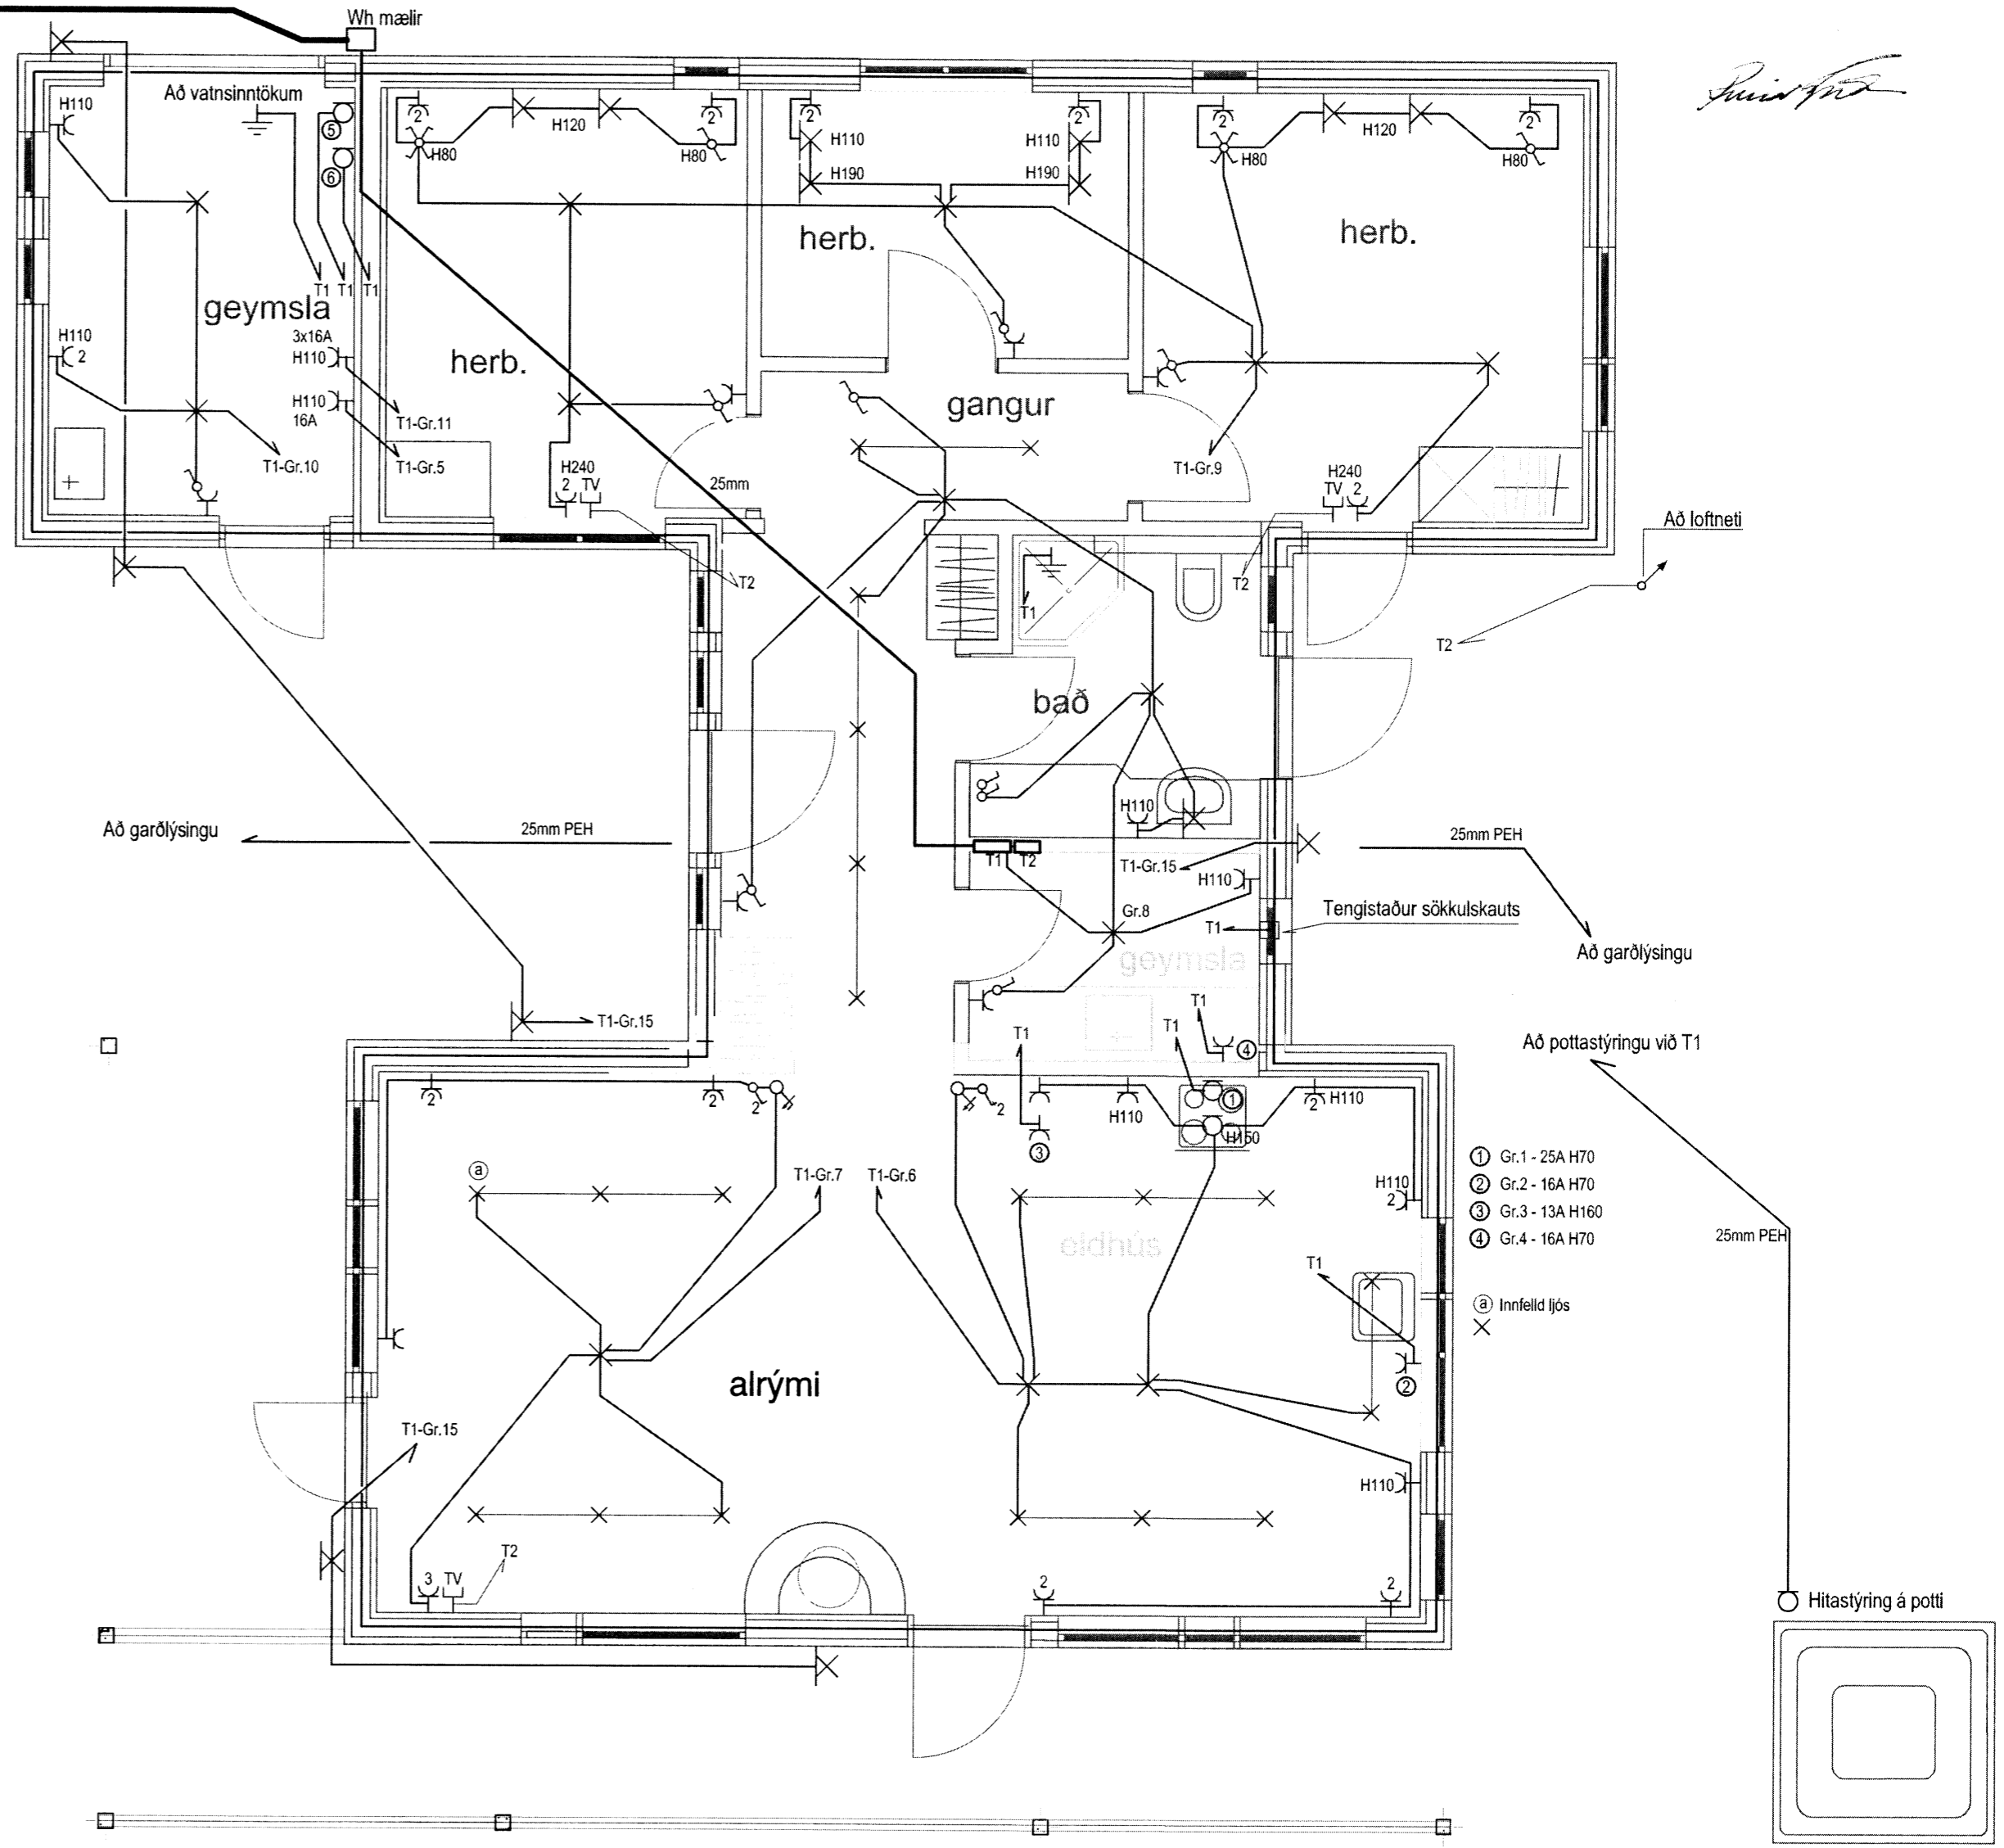 Wh mælir
Að vatnsinntökum
H110
5
6
2
H80
H120
2
H80
2
H110
H190
2
H110
H190
2
H80
H120
2
H80
herb.
herb.
T1
T1
T1
geymsla
H110
2
3x16A
H110
H110
16A
T1-Gr.11
T1-Gr.10
T1-Gr.5
herb.
gangur
H240
2
TV
25mm
T1-Gr.9
H240
TV
2
T2
T1
T2
Að loftneti
T2
bað
H110
Að garðlýsingu
25mm PEH
T1
T2
T1-Gr.15
H110
25mm PEH
Gr.8
T1
Tengistaður sökkulskauts
Að garðlýsingu
geymsla
T1-Gr.15
T1
T1
T1
4
Að pottastýringu við T1
2
2
2
2
H110
1
H150
2
H110
3
a
T1-Gr.7
T1-Gr.6
H110
2
1 Gr.1 - 25A H70
2 Gr.2 - 16A H70
3 Gr.3 - 13A H160
4 Gr.4 - 16A H70
eldhús
25mm PEH
T1
a Innfelld ljós
2
alrými
T1-Gr.15
H110
T2
3
TV
2
2
Hitastýring á potti